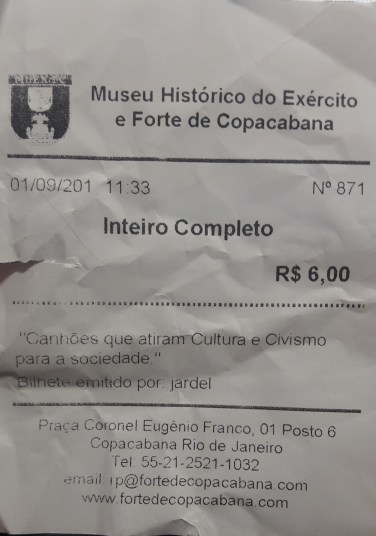 Museu Histórico do Exército
e Forte de Copacabana
01/09/201 11:33 Nº 871
Inteiro Completo
R$ 6,00
"Canhões que atiram Cultura e Civismo
para a sociedade."
Bilhete emitido por: jardel
Praça Coronel Eugênio Franco, 01 Posto 6
Copacabana Rio de Janeiro
Tel: 55-21-2521-1032
email: rp@fortedecopacabana.com
www.fortedecopacabana.com